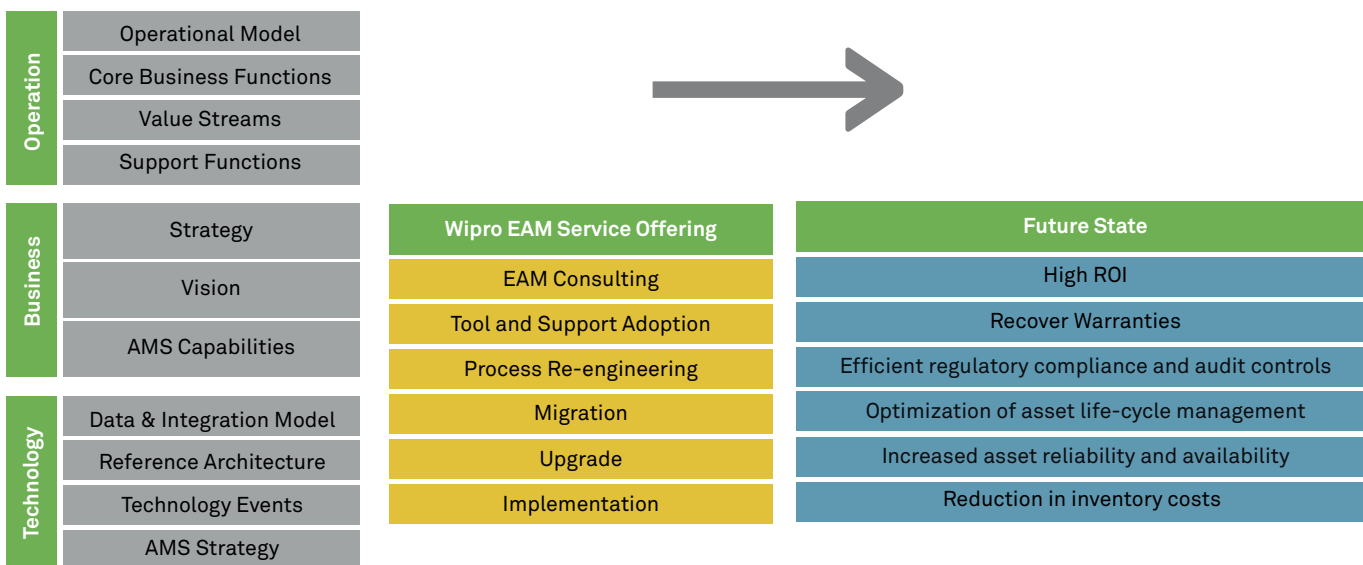 Operation
Operational Model
Core Business Functions
Value Streams
Support Functions
Business
Strategy
Vision
AMS Capabilities
Technology
Data & Integration Model
Reference Architecture
Technology Events
AMS Strategy
Wipro EAM Service Offering
EAM Consulting
Tool and Support Adoption
Process Re-engineering
Migration
Upgrade
Implementation
Future State
High ROI
Recover Warranties
Efficient regulatory compliance and audit controls
Optimization of asset life-cycle management
Increased asset reliability and availability
Reduction in inventory costs